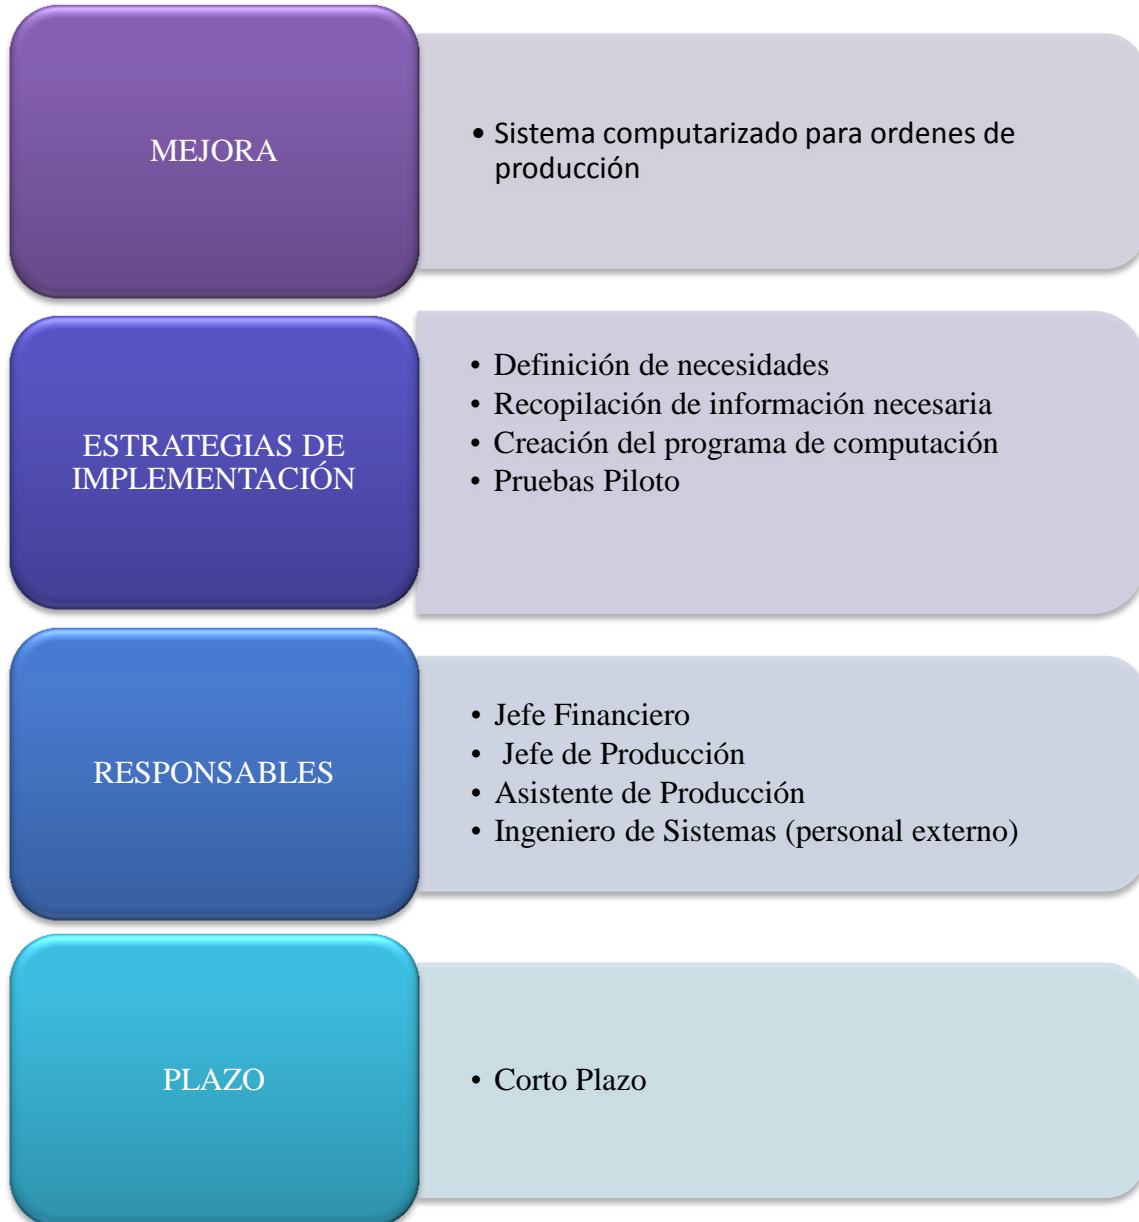 MEJORA
• Sistema computarizado para ordenes de
producción
ESTRATEGIAS DE
IMPLEMENTACIÓN
• Definición de necesidades
• Recopilación de información necesaria
• Creación del programa de computación
• Pruebas Piloto
RESPONSABLES
• Jefe Financiero
• Jefe de Producción
• Asistente de Producción
• Ingeniero de Sistemas (personal externo)
PLAZO
• Corto Plazo